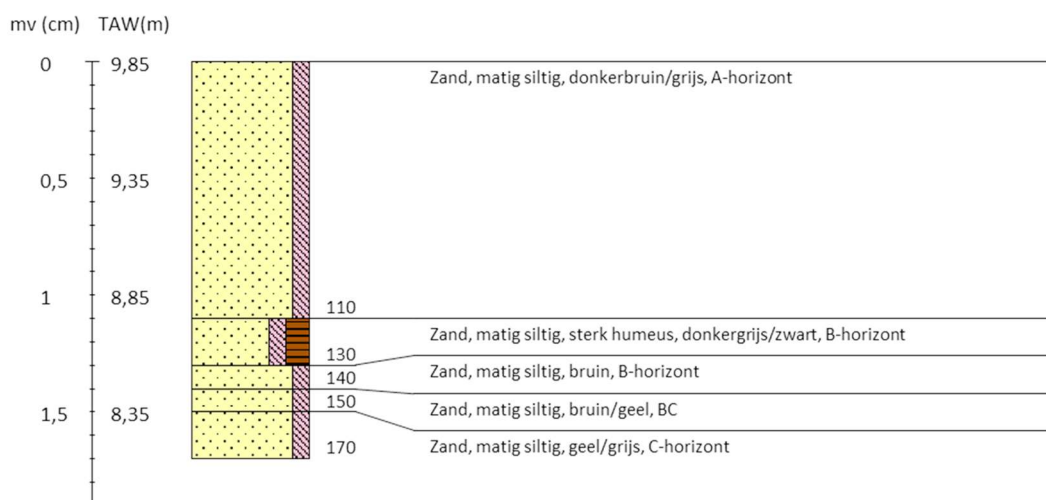 mv (cm) TAW(m)
0 9,85
Zand, matig siltig, donkerbruin/grijs, A-horizont
0,5 9,35
1 8,85
110
Zand, matig siltig, sterk humeus, donkergrijs/zwart, B-horizont
130
Zand, matig siltig, bruin, B-horizont
140
150
Zand, matig siltig, bruin/geel, BC
1,5 8,35
170
Zand, matig siltig, geel/grijs, C-horizont